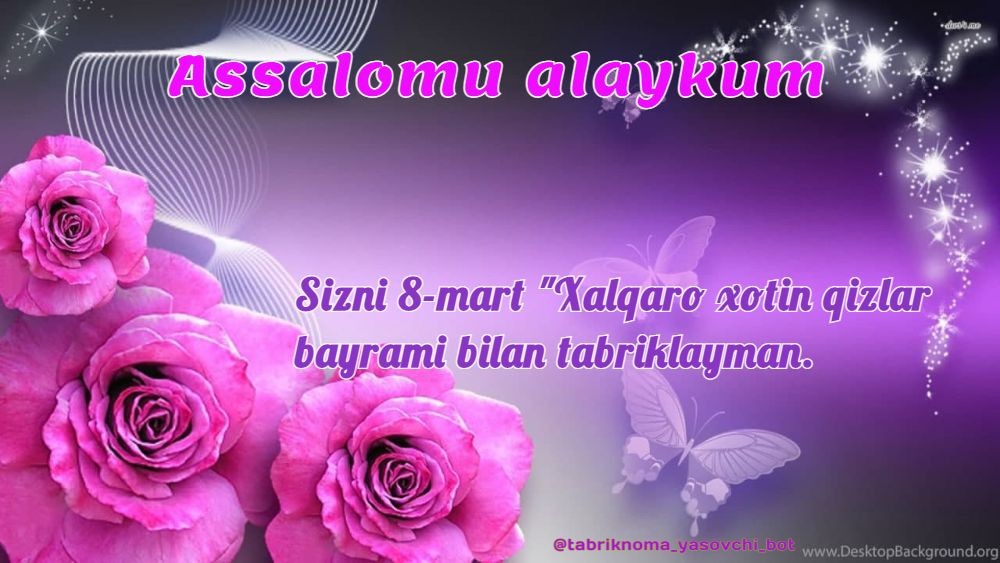 Assalomu alaykum
Sizni 8-mart "Xalqaro xotin qizlar
bayrami bilan tabriklayman.
@tabriknoma_yasovchi_bot
www.DesktopBackground.org